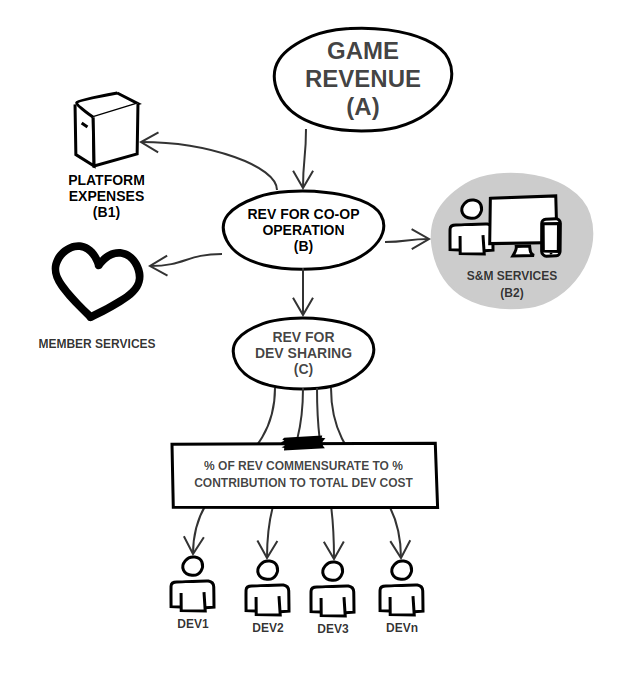 GAME
REVENUE
(A)
PLATFORM
EXPENSES
(B1)
REV FOR CO-OP
OPERATION
(B)
S&M SERVICES
(B2)
MEMBER SERVICES
REV FOR
DEV SHARING
(C)
% OF REV COMMENSURATE TO %
CONTRIBUTION TO TOTAL DEV COST
DEV1
DEV2
DEV3
DEVn